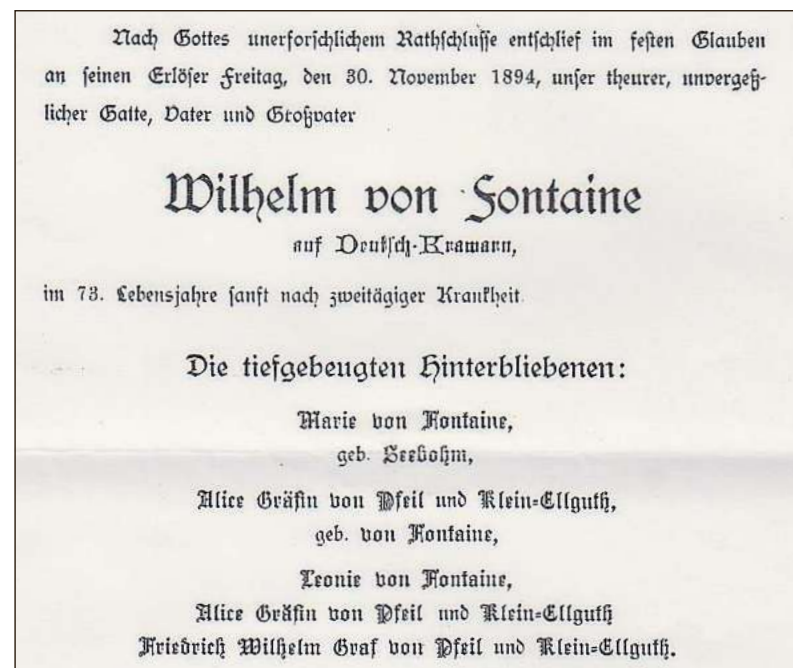 Nach Gottes unerforschlichem Rathschlusse entschlief im festen Glauben
an seinen Erlöser Freitag, den 30. November 1894, unser theurer, unvergeß-
licher Gatte, Vater und Großvater
Wilhelm von Fontaine
auf Deutsch-Krawarn,
im 73. Lebensjahre sanft nach zweitägiger Krankheit
Die tiefgebeugten Hinterbliebenen:
Marie von Fontaine,
geb. Seebohm,
Alice Gräfin von Pfeil und Klein-Ellguth,
geb. von Fontaine,
Leonie von Fontaine,
Alice Gräfin von Pfeil und Klein-Ellguth
Friedrich Wilhelm Graf von Pfeil und Klein-Ellguth.